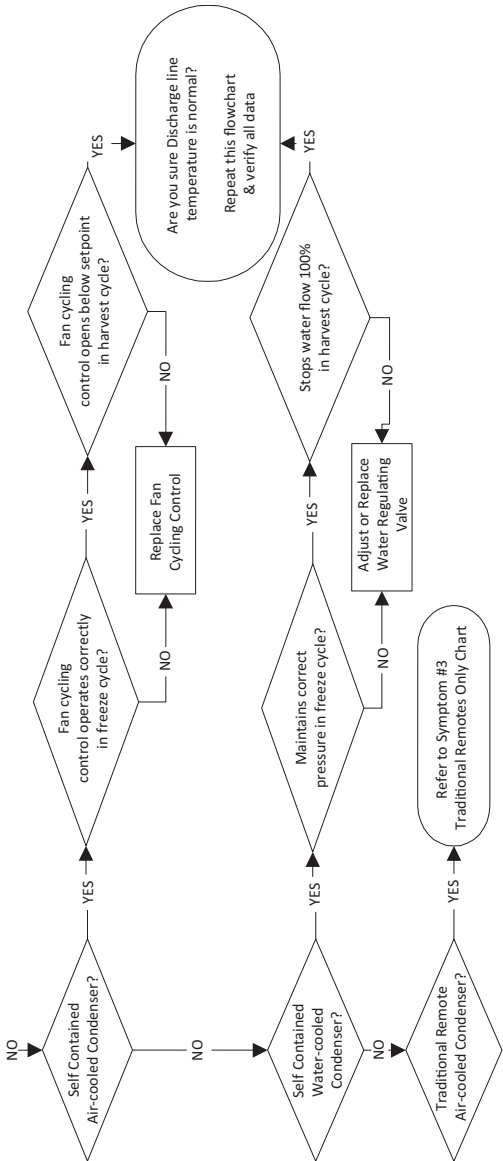 NO
Self Contained
Air-cooled Condenser?
YES
Fan cycling
control operates correctly
in freeze cycle?
YES
Fan cycling
control opens below setpoint
in harvest cycle?
YES
NO
Replace Fan
Cycling Control
NO
Are you sure Discharge line
temperature is normal?
Repeat this flowchart
& verify all data
NO
Self Contained
Water-cooled
Condenser?
YES
Maintains correct
pressure in freeze cycle?
YES
Stops water flow 100%
in harvest cycle?
YES
NO
Adjust or Replace
Water Regulating
Valve
NO
NO
Traditional Remote
Air-cooled Condenser?
YES
Refer to Symptom #3
Traditional Remotes Only Chart